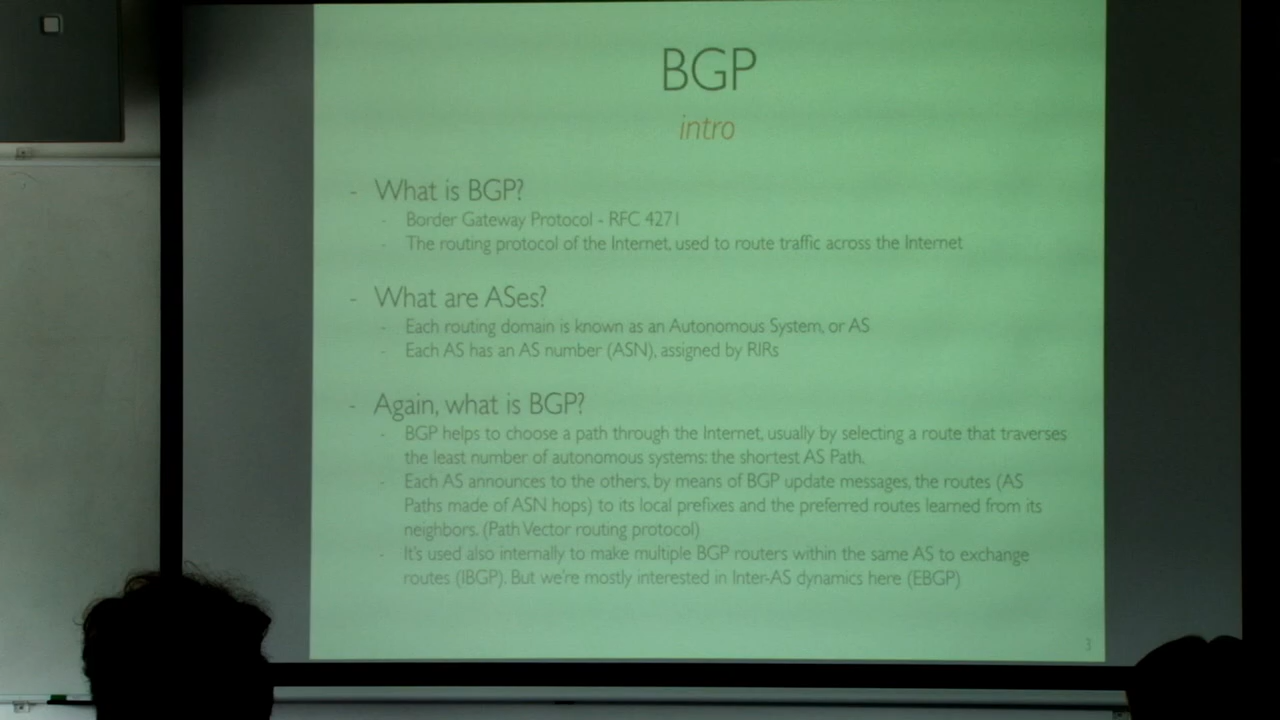 BGP
intro
- What is BGP?
- Border Gateway Protocol - RFC 4271
- The routing protocol of the Internet, used to route traffic across the Internet
- What are ASes?
- Each routing domain is known as an Autonomous System, or AS
- Each AS has an AS number (ASN), assigned by RIRs
- Again, what is BGP?
- BGP helps to choose a path through the Internet, usually by selecting a route that traverses
the least number of autonomous systems: the shortest AS Path.
- Each AS announces to the others, by means of BGP update messages, the routes (AS
Paths made of ASN hops) to its local prefixes and the preferred routes learned from its
neighbors. (Path Vector routing protocol)
- It's used also internally to make multiple BGP routers within the same AS to exchange
routes (IBGP). But we're mostly interested in Inter-AS dynamics here (EBGP)
3